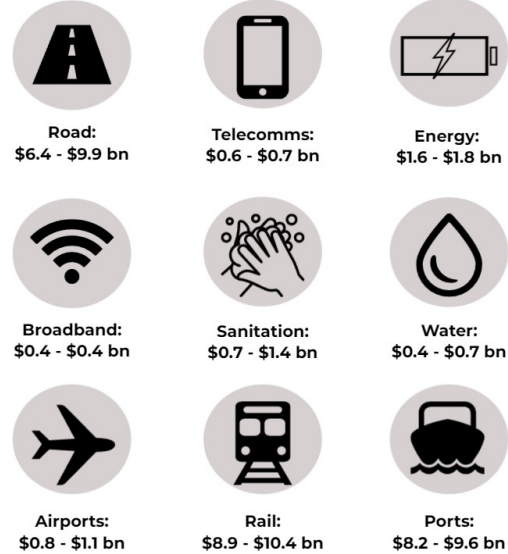 Road:
$6.4 - $9.9 bn
Telecomms:
$0.6 - $0.7 bn
Energy:
$1.6 - $1.8 bn
Broadband:
$0.4 - $0.4 bn
Sanitation:
$0.7 - $1.4 bn
Water:
$0.4 - $0.7 bn
Airports:
$0.8 - $1.1 bn
Rail:
$8.9 - $10.4 bn
Ports:
$8.2 - $9.6 bn